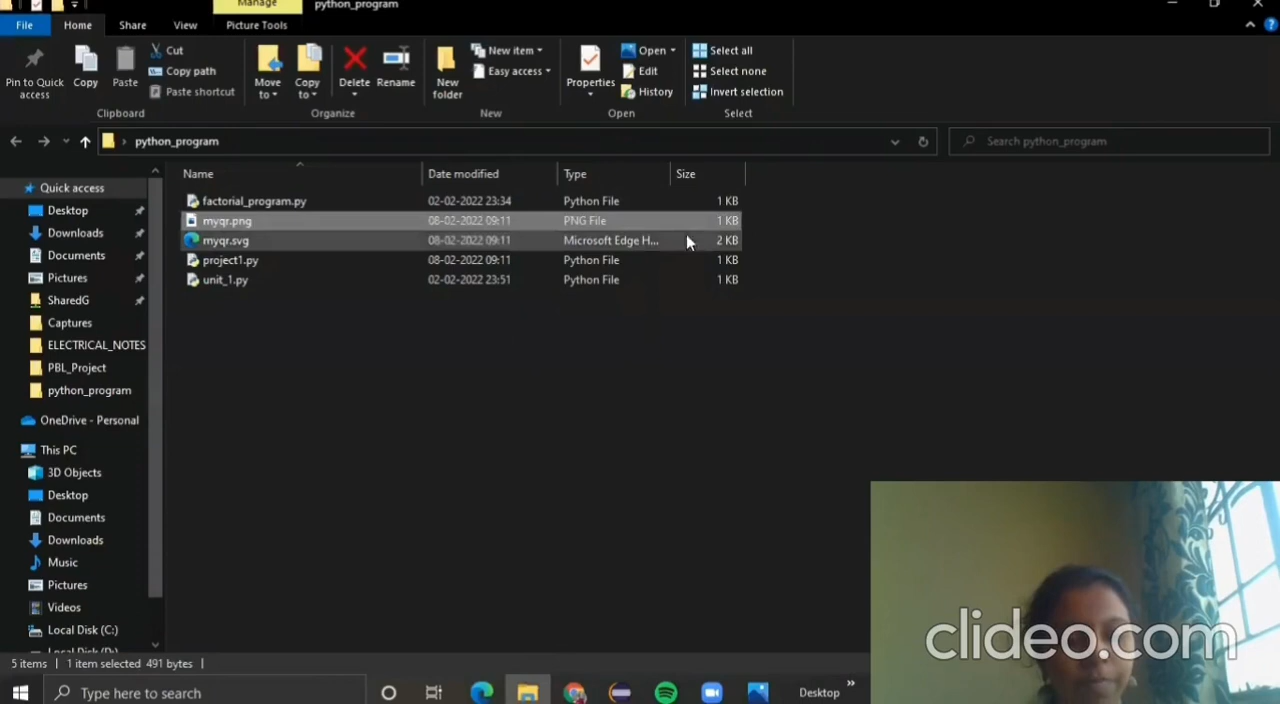 Manage
python_program
File
Home
Share
View
Picture Tools
Pin to Quick access
Copy
Paste
Cut
Copy path
Paste shortcut
Move to
Copy to
Delete
Rename
New folder
New item
Easy access
Properties
Open
Edit
History
Select all
Select none
Invert selection
Clipboard
Organize
New
Open
Select
python_program
Search python_program
Name
Date modified
Type
Size
factorial_program.py 02-02-2022 23:34 Python File 1 KB
myqr.png 08-02-2022 09:11 PNG File 1 KB
myqr.svg 08-02-2022 09:11 Microsoft Edge H... 2 KB
project1.py 08-02-2022 09:11 Python File 1 KB
unit_1.py 02-02-2022 23:51 Python File 1 KB
Quick access
Desktop
Downloads
Documents
Pictures
SharedG
Captures
ELECTRICAL_NOTES
PBL_Project
python_program
OneDrive - Personal
This PC
3D Objects
Desktop
Documents
Downloads
Music
Pictures
Videos
Local Disk (C:)
Local Disk (D:)
5 items 1 item selected 491 bytes
clideo.com
Type here to search
Desktop